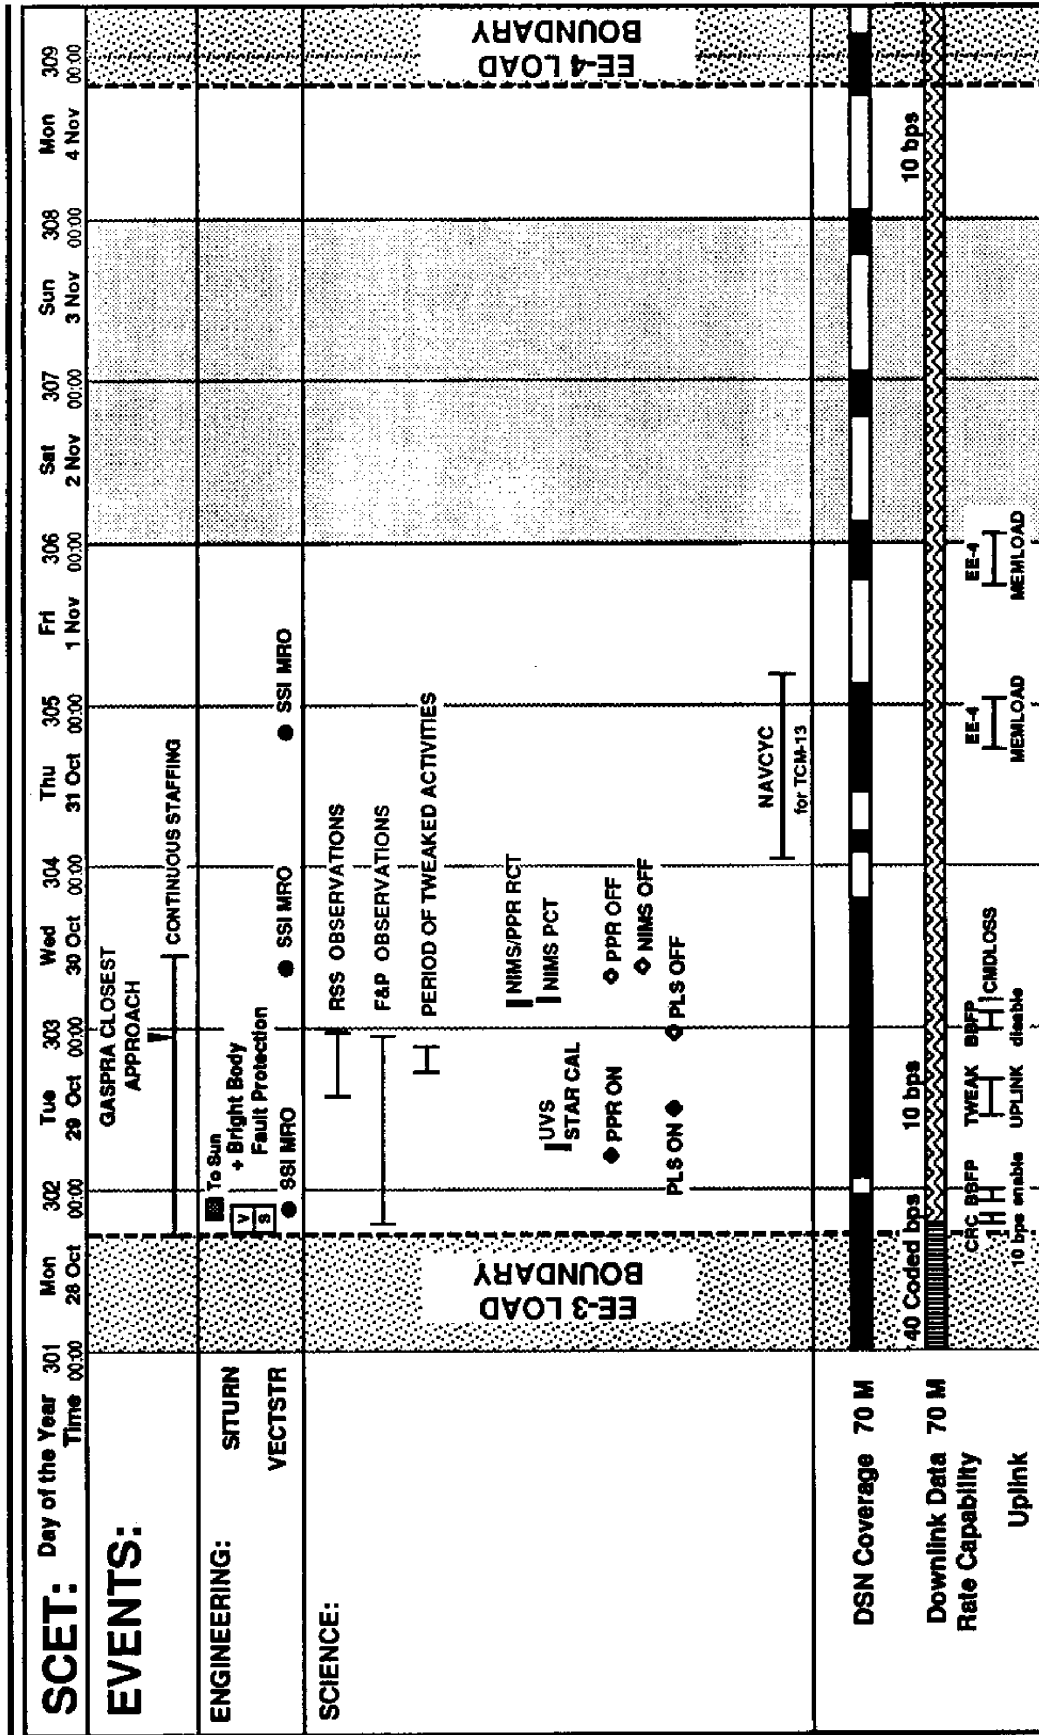 SCET: Day of the Year 301 302 303 304 305 306 307 308 309
Mon Tue Wed Thu Fri Sat Sun Mon
Time 00:00 00:00 00:00 00:00 00:00 00:00 00:00 00:00 00:00
28 Oct 29 Oct 30 Oct 31 Oct 1 Nov 2 Nov 3 Nov 4 Nov
EVENTS:
GASPRA CLOSEST
APPROACH
CONTINUOUS STAFFING
ENGINEERING:
SITURN
To Sun
+ Bright Body
Fault Protection
V
S
VECTSTR
SSI MRO
SSI MRO
SSI MRO
SCIENCE:
RSS OBSERVATIONS
F&P OBSERVATIONS
PERIOD OF TWEAKED ACTIVITIES
NIMS/PPR RCT
UVS
STAR CAL
NIMS PCT
PPR ON
PPR OFF
NIMS OFF
PLS ON
PLS OFF
NAVCYC
for TCM-13
EE-3 LOAD
BOUNDARY
EE-4 LOAD
BOUNDARY
DSN Coverage 70 M
40 Coded bps
10 bps
10 bps
Downlink Data 70 M
Rate Capability
Uplink
CRC BBFP
10 bps enable
TWEAK
UPLINK
BBFP
disable
CMDLOSS
EE-4
MEMLOAD
EE-4
MEMLOAD